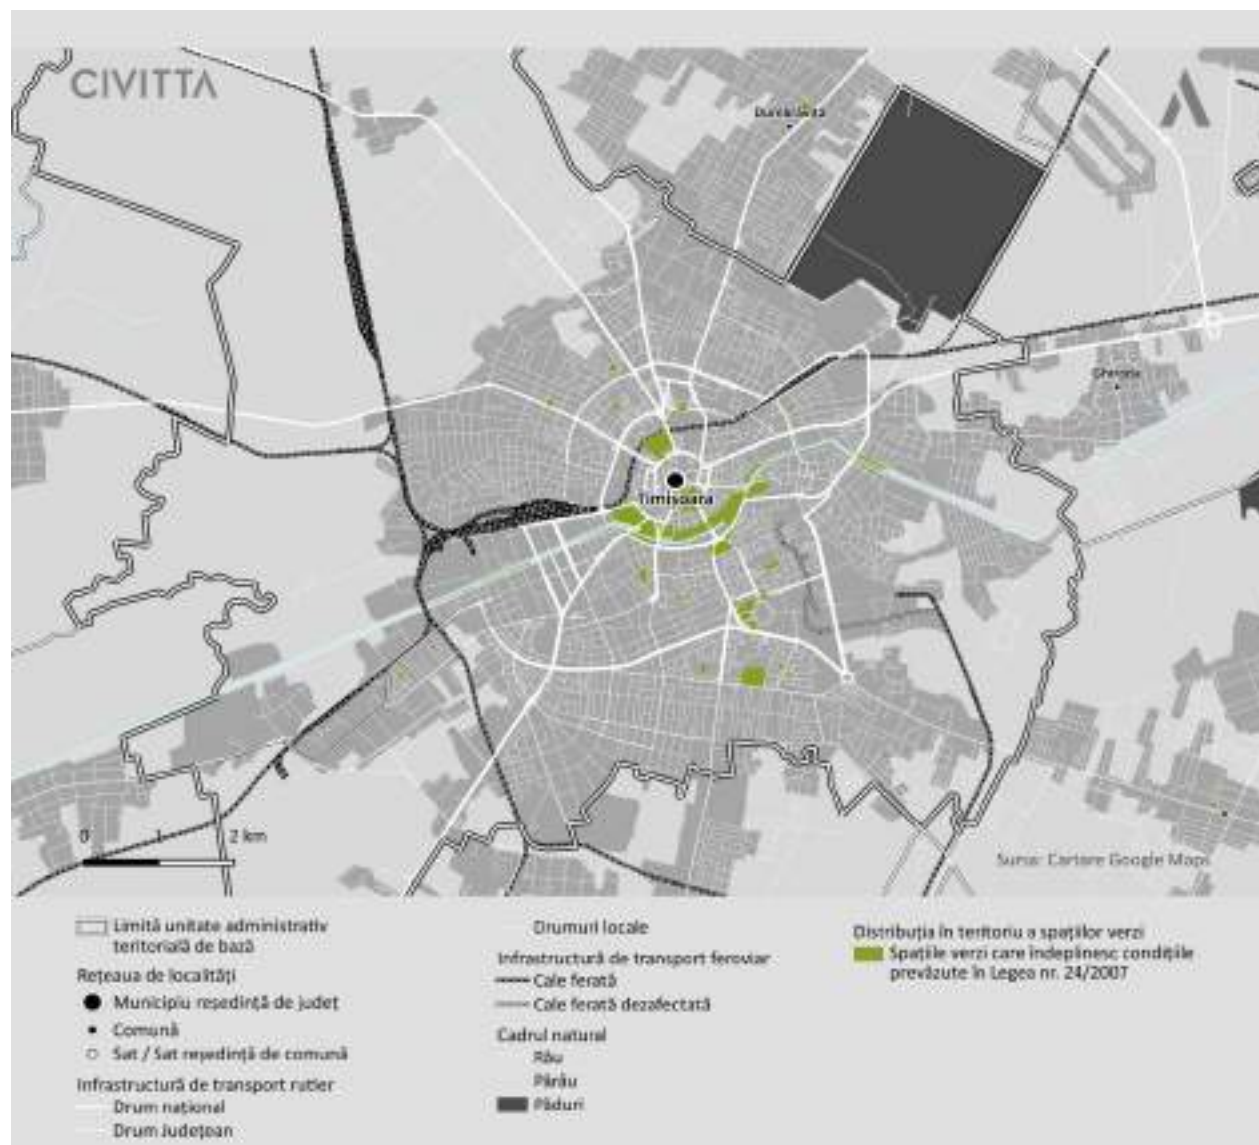 CIVITTA
Dumbrăvița
Ghiroda
Timișoara
0 1 2 km
Sursa: Cartare Google Maps
Limită unitate administrativ
teritorială de bază
Rețeaua de localități
Municipiu reședință de județ
Comună
Sat / Sat reședință de comună
Infrastructură de transport rutier
Drum național
Drum Județean
Drumuri locale
Infrastructură de transport feroviar
Cale ferată
Cale ferată dezafectată
Cadrul natural
Râu
Pârâu
Păduri
Distribuția în teritoriu a spațiilor verzi
Spațiile verzi care îndeplinesc condițiile
prevăzute în Legea nr. 24/2007